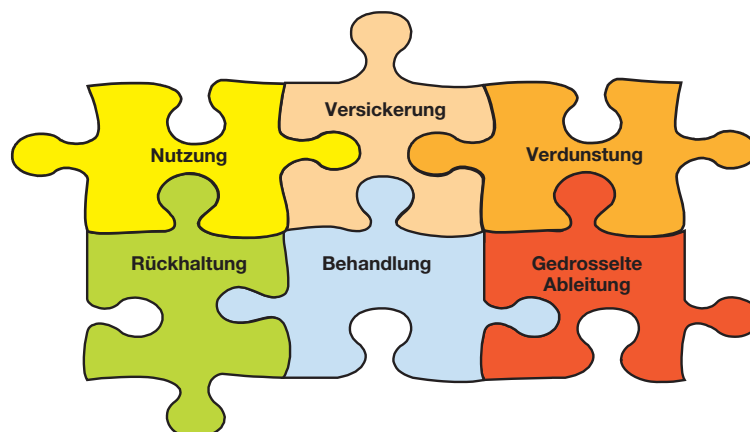 Versickerung
Nutzung
Verdunstung
Rückhaltung
Behandlung
Gedrosselte
Ableitung